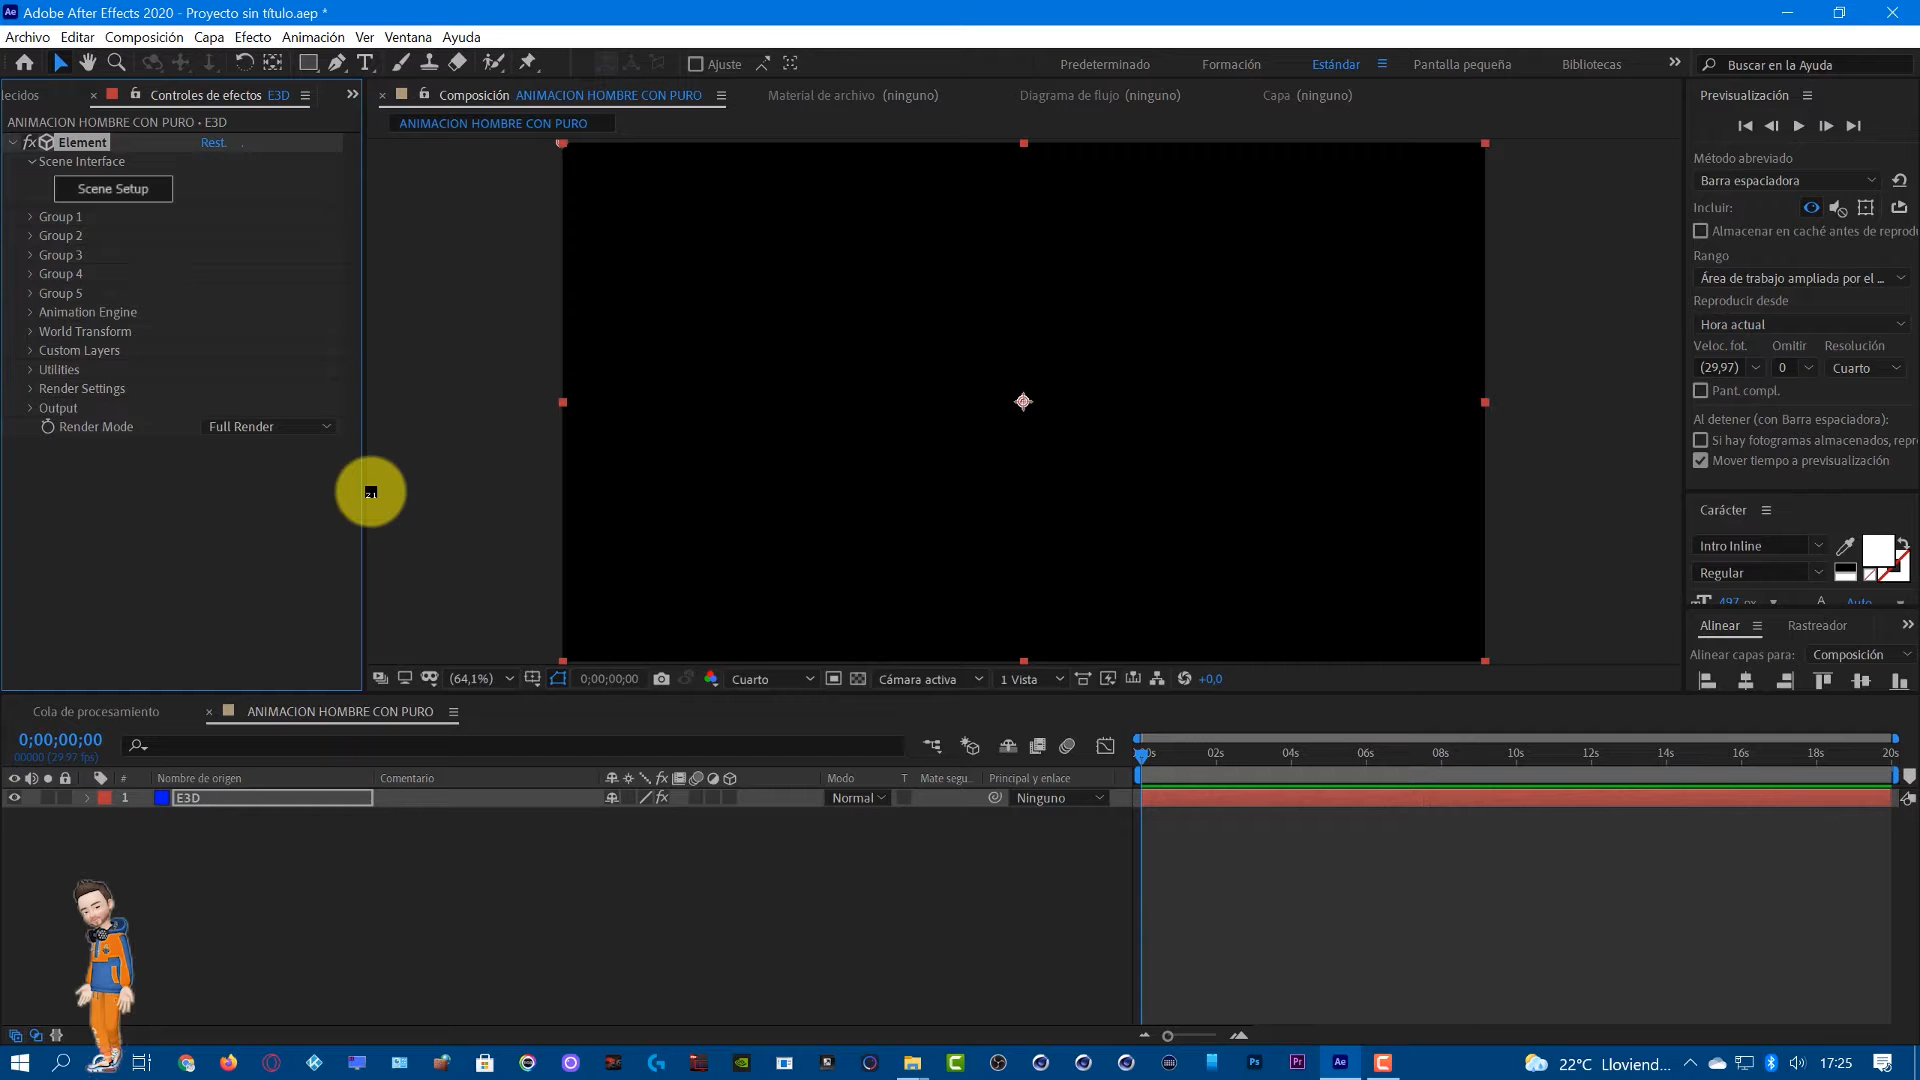 Adobe After Effects 2020 - Proyecto sin título.aep *
Archivo Editar Composición Capa Efecto Animación Ver Ventana Ayuda
Ajuste
Predeterminado Formación Estándar Pantalla pequeña Bibliotecas
Buscar en la Ayuda
lecidos Controles de efectos E3D
ANIMACION HOMBRE CON PURO • E3D
Element Rest.
Scene Interface
Scene Setup
Group 1
Group 2
Group 3
Group 4
Group 5
Animation Engine
World Transform
Custom Layers
Utilities
Render Settings
Output
Render Mode Full Render
Composición ANIMACION HOMBRE CON PURO Material de archivo (ninguno) Diagrama de flujo (ninguno) Capa (ninguno)
ANIMACION HOMBRE CON PURO
(64,1%) 0;00;00;00 Cuarto Cámara activa 1 Vista +0,0
Previsualización
Método abreviado
Barra espaciadora
Incluir:
Almacenar en caché antes de reprodu
Rango
Área de trabajo ampliada por el ...
Reproducir desde
Hora actual
Veloc. fot. Omitir Resolución
(29,97) 0 Cuarto
Pant. compl.
Al detener (con Barra espaciadora):
Si hay fotogramas almacenados, repr
Mover tiempo a previsualización
Carácter
Intro Inline
Regular
497 px Auto
Alinear Rastreador
Alinear capas para: Composición
Cola de procesamiento ANIMACION HOMBRE CON PURO
0;00;00;00
00000 (29.97 fps)
# Nombre de origen Comentario Modo T Mate segu... Principal y enlace
1 E3D Normal Ninguno
00s 02s 04s 06s 08s 10s 12s 14s 16s 18s 20s
22°C Lloviend... 17:25